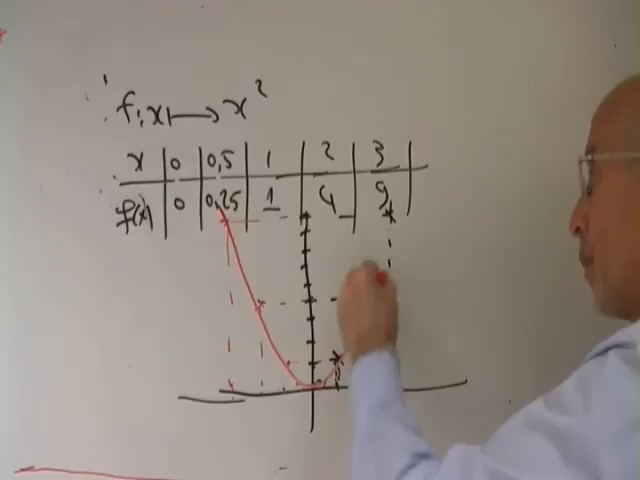 f: x ⟼ x²
x | 0 | 0,5 | 1 | 2 | 3
f(x) | 0 | 0,25 | 1 | 4 | 9